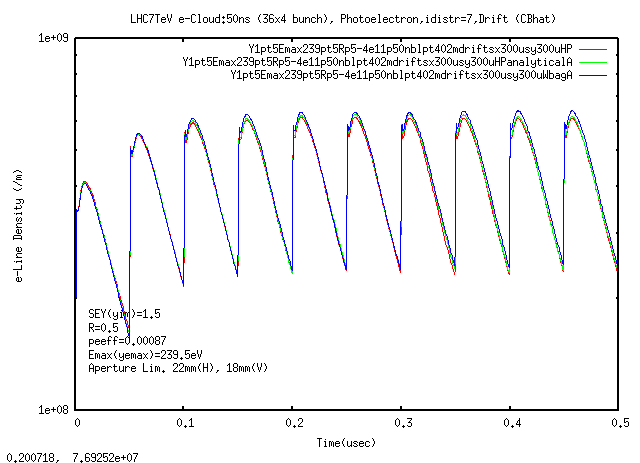 LHC7TeV e-Cloud:50ns (36x4 bunch), Photoelectron,idistr=7,Drift (CBhat)
1e+09
Y1pt5Emax239pt5Rp5-4e11p50nblpt402mdriftsx300usy300uHP
Y1pt5Emax239pt5Rp5-4e11p50nblpt402mdriftsx300usy300uHPanalyticalA
Y1pt5Emax239pt5Rp5-4e11p50nblpt402mdriftsx300usy300uWbagA
e-Line Density (/m)
SEY(yim)=1.5
R=0.5
peeff=0.00087
Emax(yemax)=239.5eV
Aperture Lim. 22mm(H), 18mm(V)
1e+08
0 0.1 0.2 0.3 0.4 0.5
Time(usec)
0.200718, 7.69252e+07